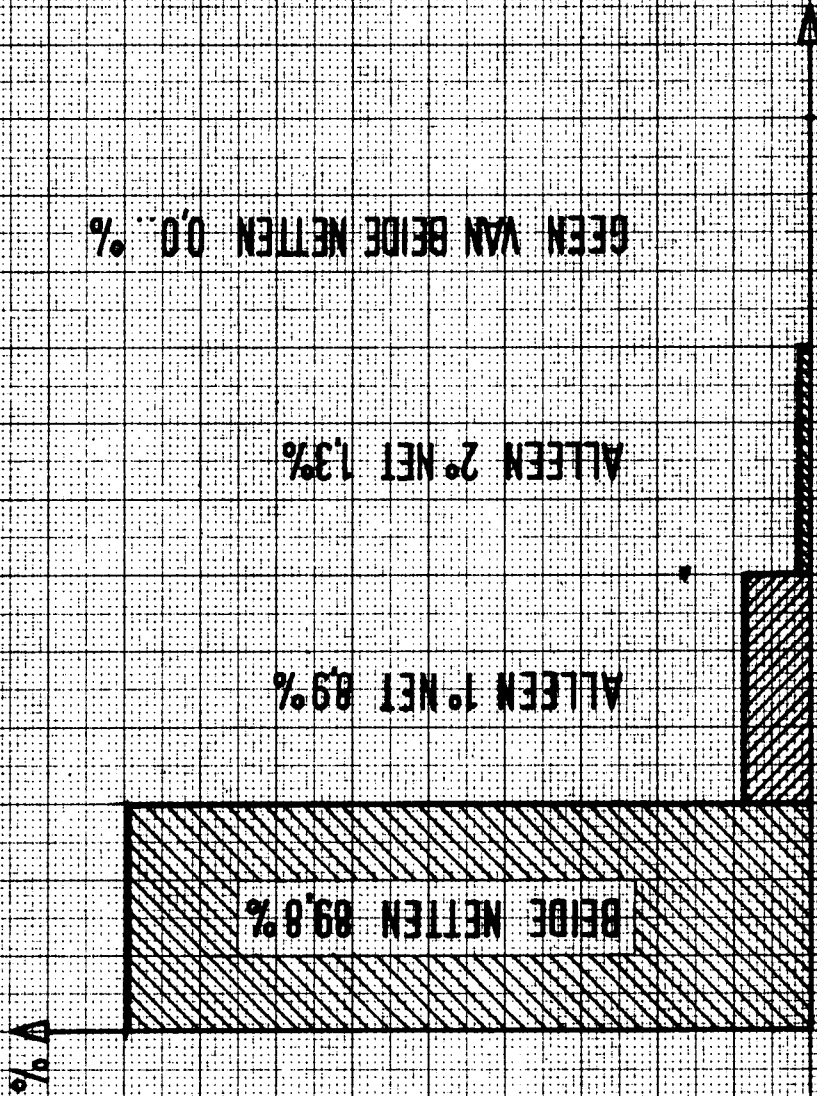 %
BEIDE NETTEN 89,8%
ALLEEN 1° NET 8,9%
ALLEEN 2° NET 1,3%
GEEN VAN BEIDE NETTEN 0,0.. %